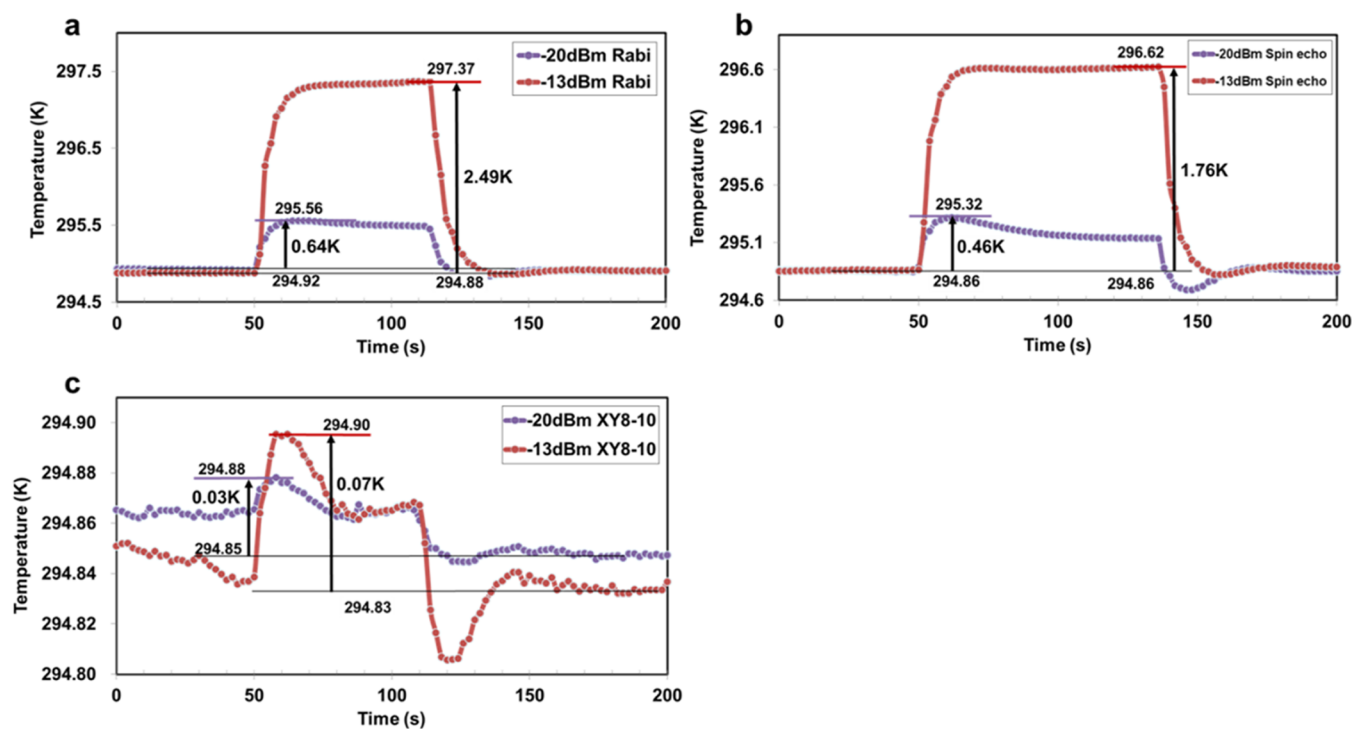 a
Temperature (K)
297.5
296.5
295.5
294.5
-20dBm Rabi
-13dBm Rabi
297.37
2.49K
295.56
0.64K
294.92
294.88
0
50
100
150
200
Time (s)
b
Temperature (K)
296.6
296.1
295.6
295.1
294.6
-20dBm Spin echo
-13dBm Spin echo
296.62
1.76K
295.32
0.46K
294.86
294.86
0
50
100
150
200
Time (s)
c
Temperature (K)
294.90
294.88
294.86
294.84
294.82
294.80
-20dBm XY8-10
-13dBm XY8-10
294.90
294.88
0.03K
0.07K
294.85
294.83
0
50
100
150
200
Time (s)